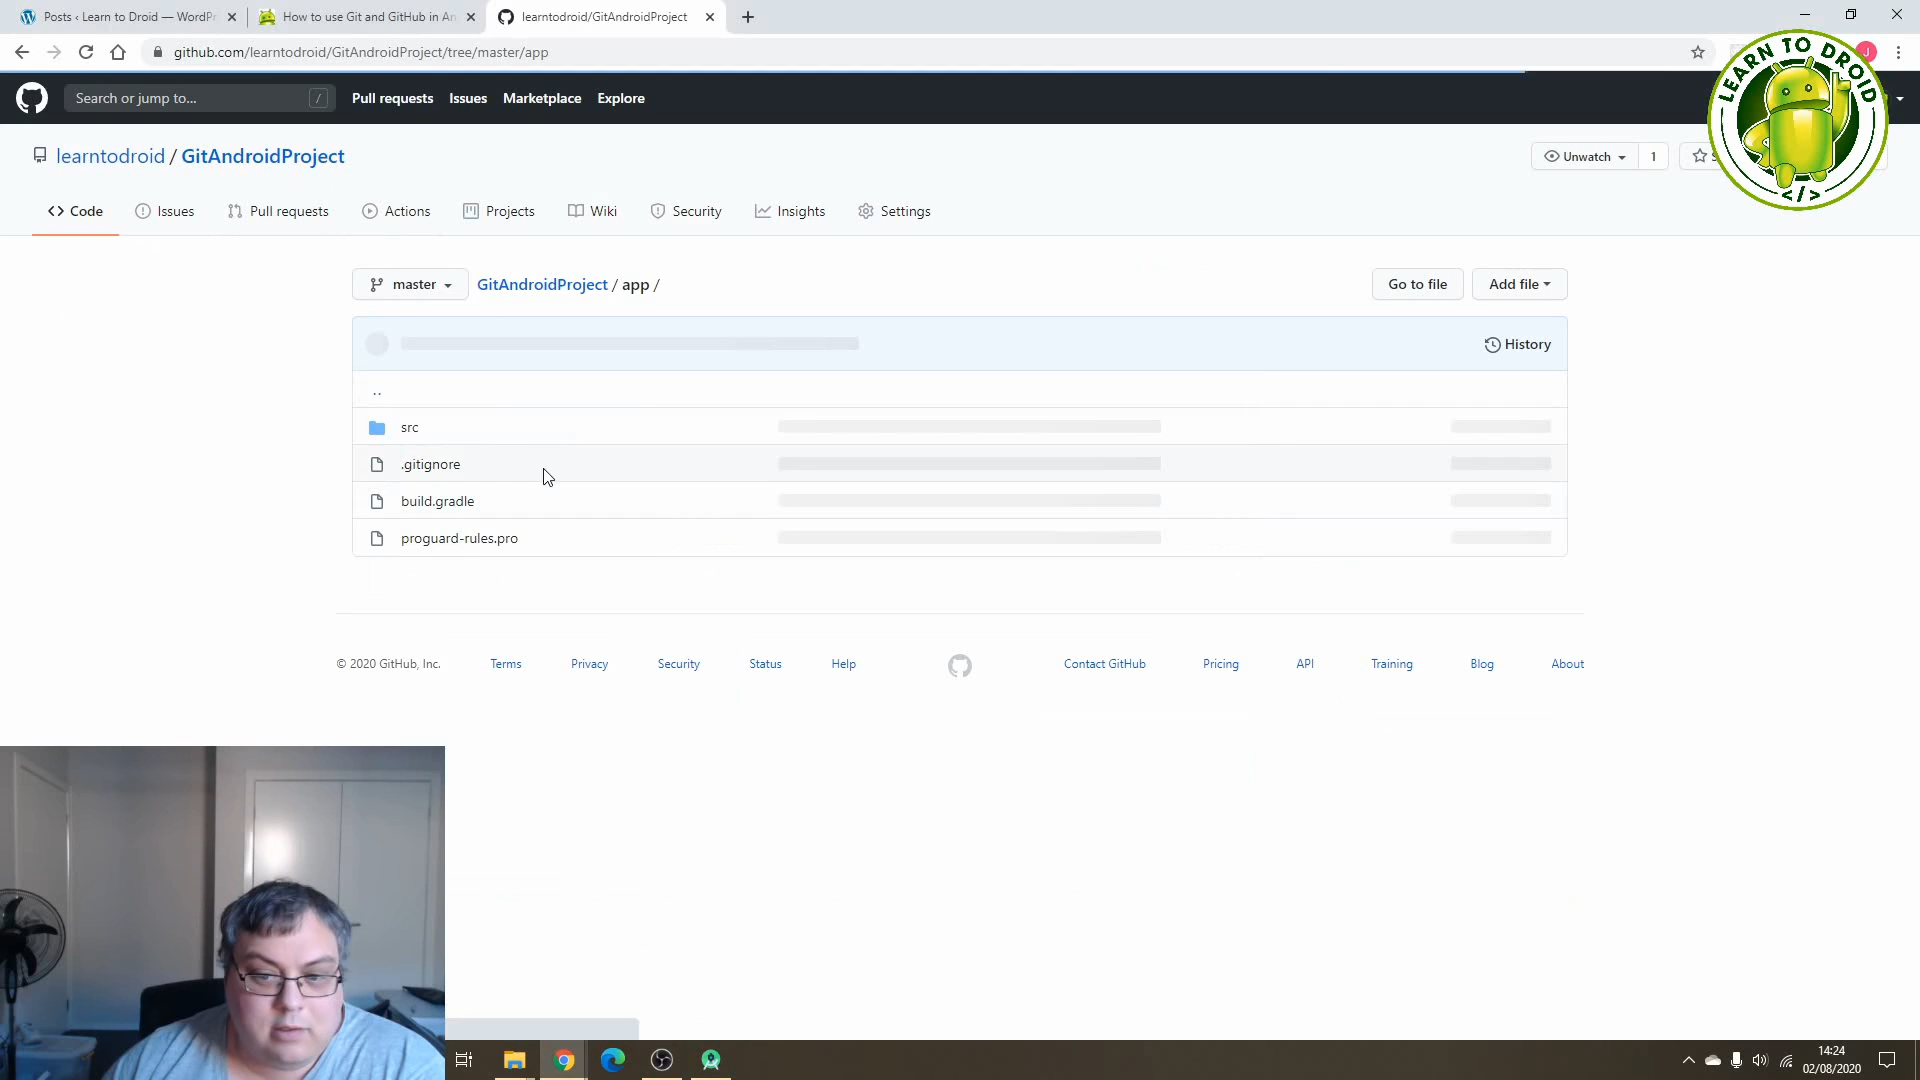 Posts ‹ Learn to Droid — WordPr
How to use Git and GitHub in An
learntodroid/GitAndroidProject
github.com/learntodroid/GitAndroidProject/tree/master/app
J
LEARN TO DROID
</>
Search or jump to...
/
Pull requests
Issues
Marketplace
Explore
learntodroid / GitAndroidProject
Unwatch
1
S
Code
Issues
Pull requests
Actions
Projects
Wiki
Security
Insights
Settings
master
GitAndroidProject / app /
Go to file
Add file
History
..
src
.gitignore
build.gradle
proguard-rules.pro
© 2020 GitHub, Inc.
Terms
Privacy
Security
Status
Help
Contact GitHub
Pricing
API
Training
Blog
About
14:24
02/08/2020